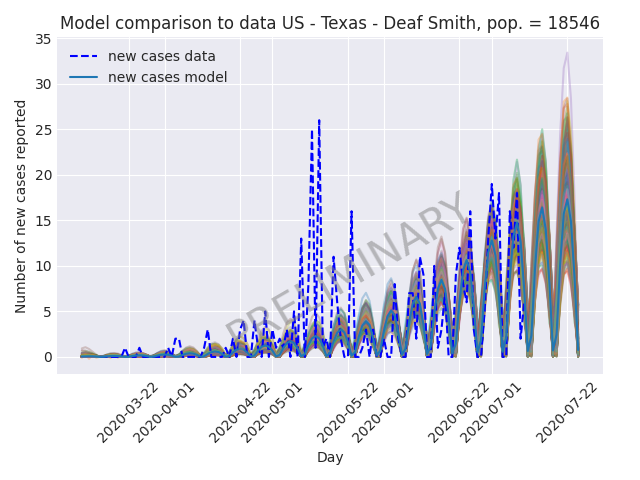 Model comparison to data US - Texas - Deaf Smith, pop. = 18546
new cases data
new cases model
Number of new cases reported
35
30
25
20
15
10
5
0
PRELIMINARY
2020-03-22
2020-04-01
2020-04-22
2020-05-01
2020-05-22
2020-06-01
2020-06-22
2020-07-01
2020-07-22
Day